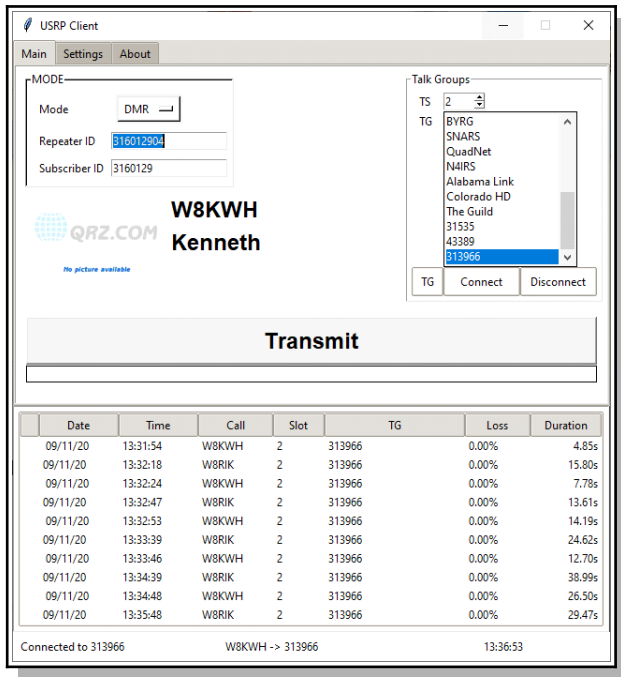 USRP Client
Main Settings About
MODE
Mode DMR
Repeater ID 316012904
Subscriber ID 3160129
QRZ.COM
No picture available
W8KWH
Kenneth
Talk Groups
TS 2
TG BYRG
SNARS
QuadNet
N4IRS
Alabama Link
Colorado HD
The Guild
31535
43389
313966
TG Connect Disconnect
Transmit
Date Time Call Slot TG Loss Duration
09/11/20 13:31:54 W8KWH 2 313966 0.00% 4.85s
09/11/20 13:32:18 W8RIK 2 313966 0.00% 15.80s
09/11/20 13:32:24 W8KWH 2 313966 0.00% 7.78s
09/11/20 13:32:47 W8RIK 2 313966 0.00% 13.61s
09/11/20 13:32:53 W8KWH 2 313966 0.00% 14.19s
09/11/20 13:33:39 W8RIK 2 313966 0.00% 24.62s
09/11/20 13:33:46 W8KWH 2 313966 0.00% 12.70s
09/11/20 13:34:39 W8RIK 2 313966 0.00% 38.99s
09/11/20 13:34:48 W8KWH 2 313966 0.00% 26.50s
09/11/20 13:35:48 W8RIK 2 313966 0.00% 29.47s
Connected to 313966 W8KWH -> 313966 13:36:53